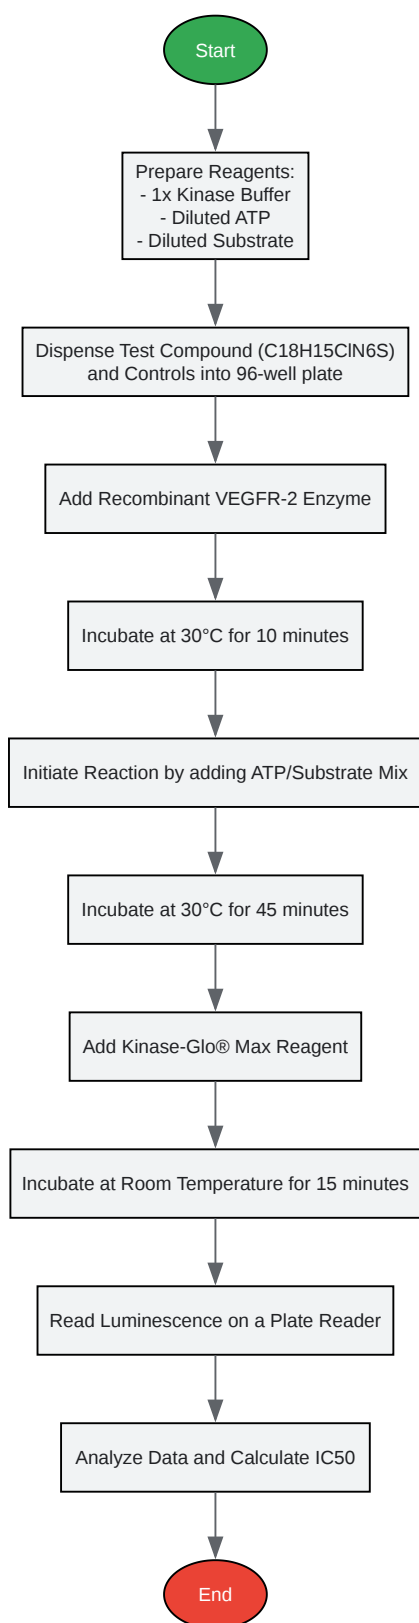 Start
Prepare Reagents:
- 1x Kinase Buffer
- Diluted ATP
- Diluted Substrate
Dispense Test Compound (C18H15ClN6S)
and Controls into 96-well plate
Add Recombinant VEGFR-2 Enzyme
Incubate at 30°C for 10 minutes
Initiate Reaction by adding ATP/Substrate Mix
Incubate at 30°C for 45 minutes
Add Kinase-Glo® Max Reagent
Incubate at Room Temperature for 15 minutes
Read Luminescence on a Plate Reader
Analyze Data and Calculate IC50
End